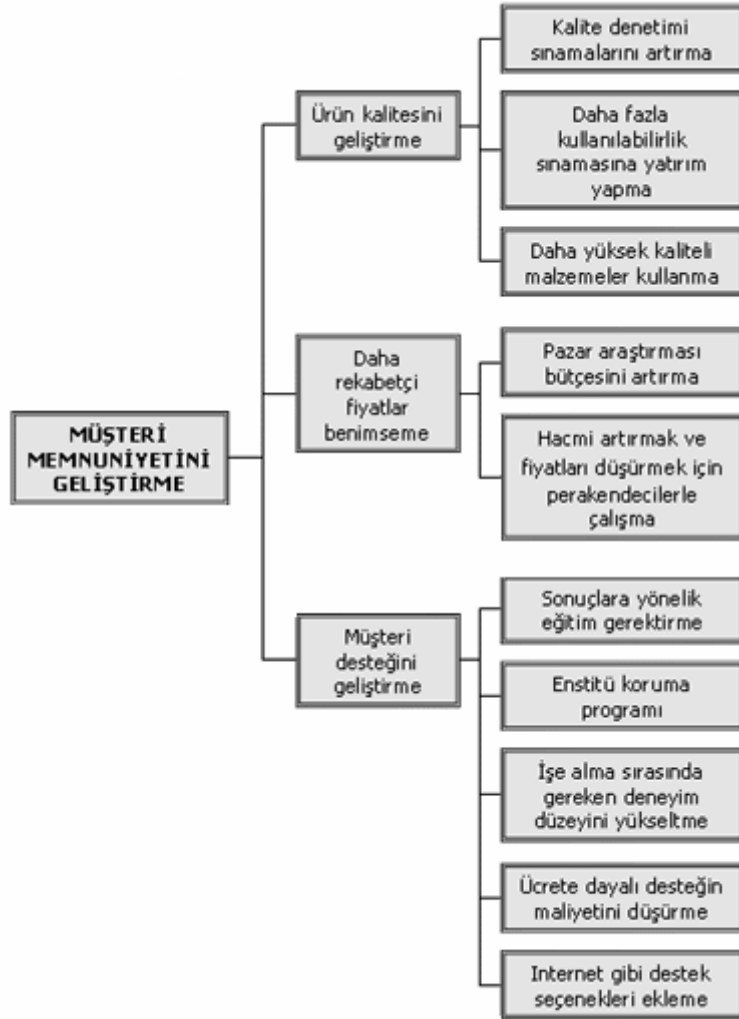 MÜŞTERİ
MEMNUNİYETİNİ
GELİŞTİRME
Ürün kalitesini
geliştirme
Kalite denetimi
sınamalarını artırma
Daha fazla
kullanılabilirlik
sınamasına yatırım
yapma
Daha yüksek kaliteli
malzemeler kullanma
Daha
rekabetçi
fiyatlar
benimseme
Pazar araştırması
bütçesini artırma
Hacmi artırmak ve
fiyatları düşürmek için
perakendecilerle
çalışma
Müşteri
desteğini
geliştirme
Sonuçlara yönelik
eğitim gerektirme
Enstitü koruma
programı
İşe alma sırasında
gereken deneyim
düzeyini yükseltme
Ücrete dayalı desteğin
maliyetini düşürme
Internet gibi destek
seçenekleri ekleme